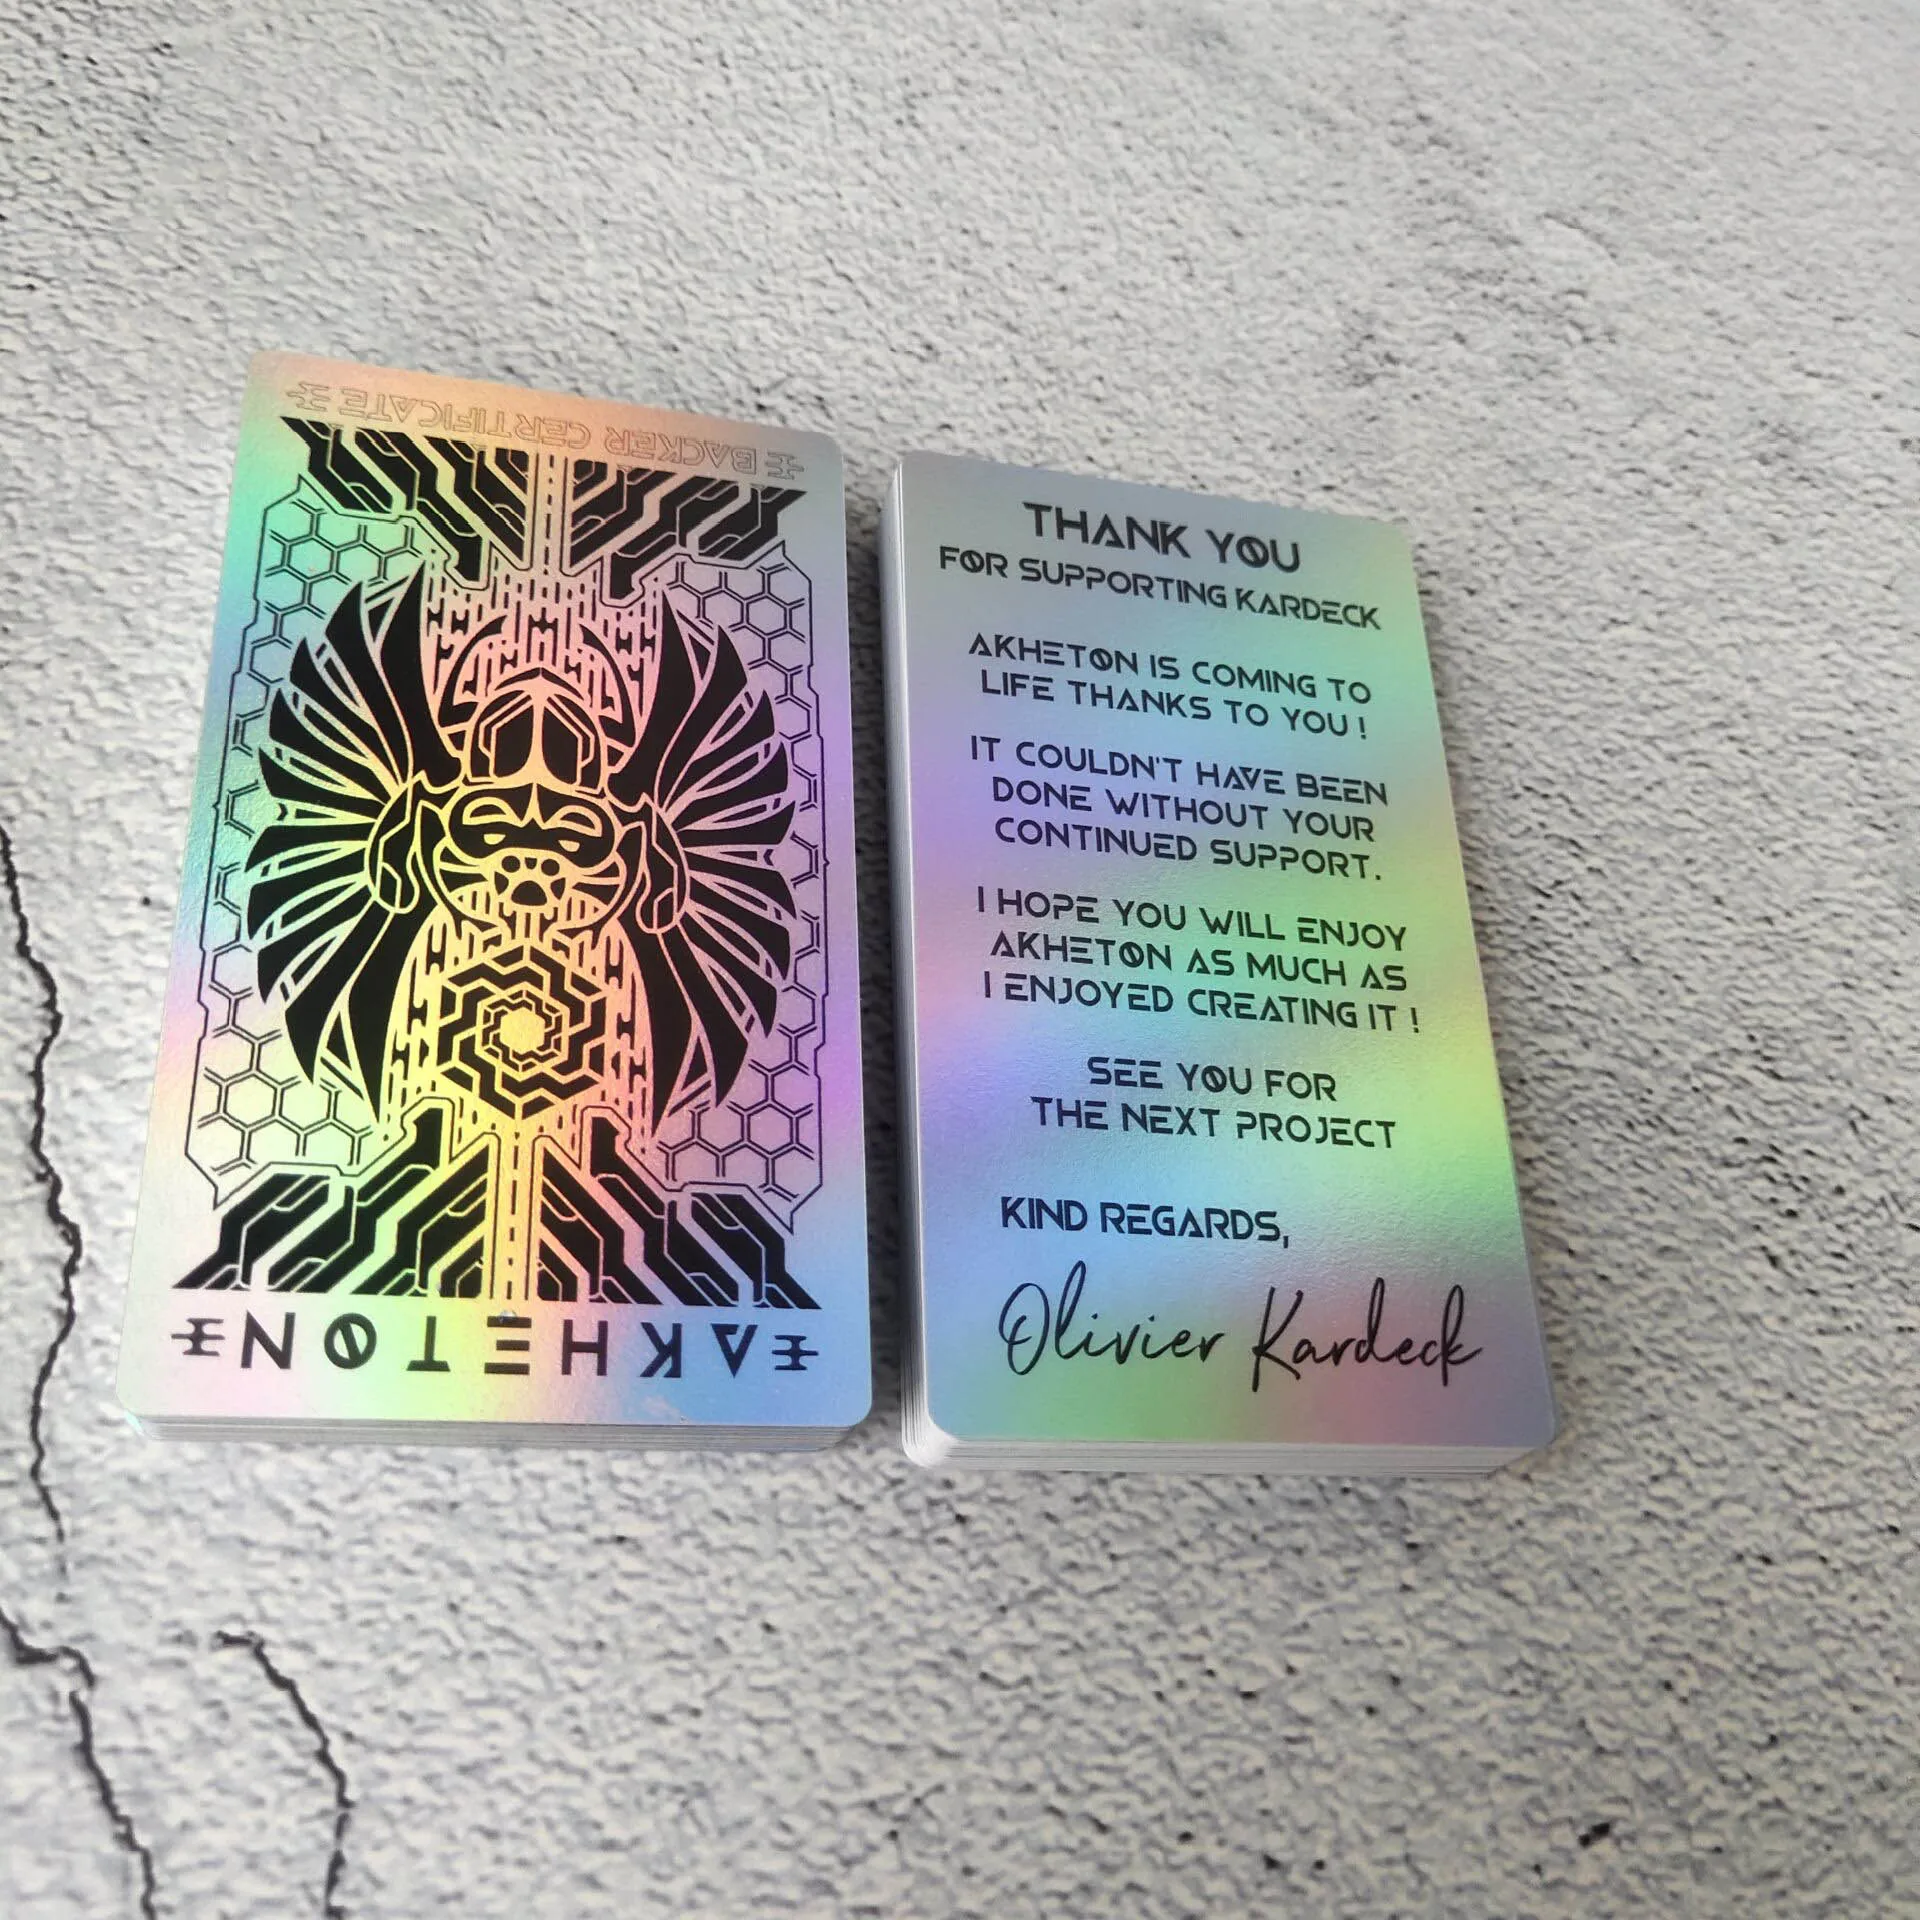 AKHETON
BACKER CERTIFICATE
THANK YOU
FOR SUPPORTING KARDECK
AKHETON IS COMING TO
LIFE THANKS TO YOU !
IT COULDN'T HAVE BEEN
DONE WITHOUT YOUR
CONTINUED SUPPORT.
I HOPE YOU WILL ENJOY
AKHETON AS MUCH AS
I ENJOYED CREATING IT !
SEE YOU FOR
THE NEXT PROJECT
KIND REGARDS,
Olivier Kardeck